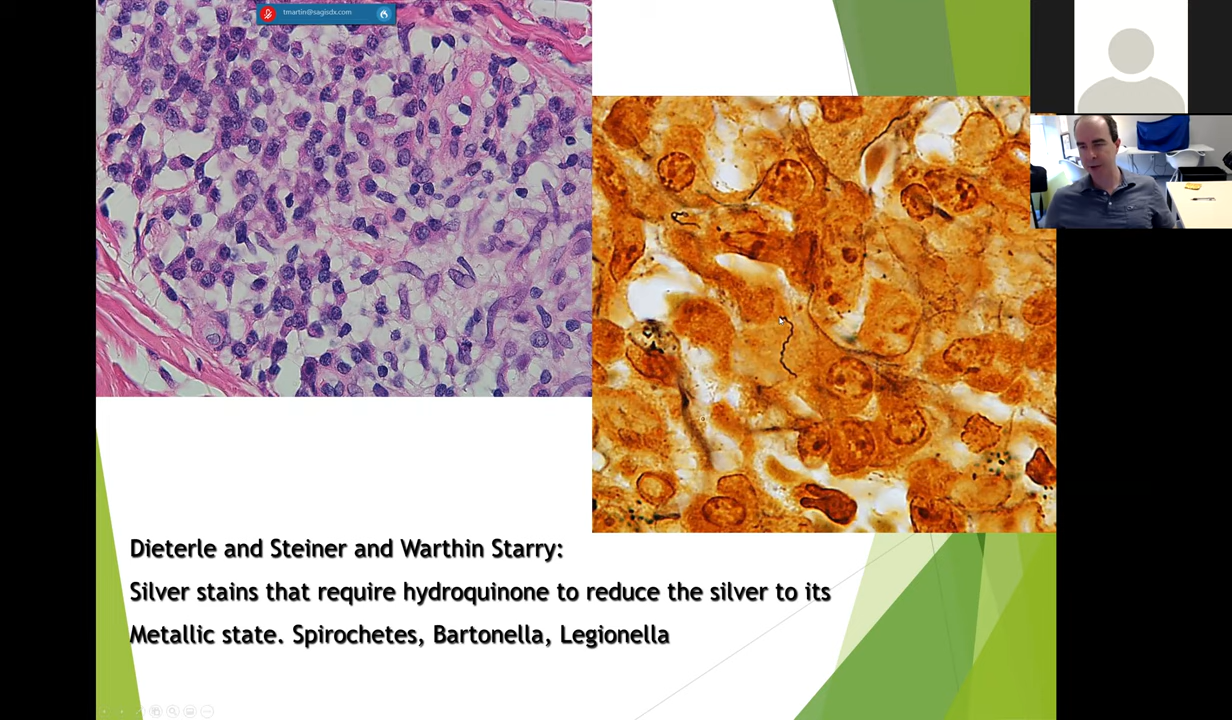 tmartin@sagisdx.com
Dieterle and Steiner and Warthin Starry:
Silver stains that require hydroquinone to reduce the silver to its
Metallic state. Spirochetes, Bartonella, Legionella